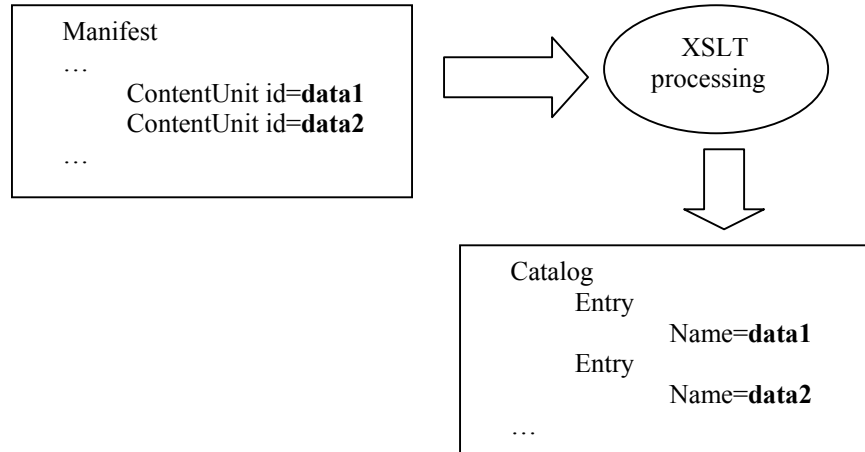 Manifest
…
ContentUnit id=data1
ContentUnit id=data2
…
XSLT
processing
Catalog
Entry
Name=data1
Entry
Name=data2
…